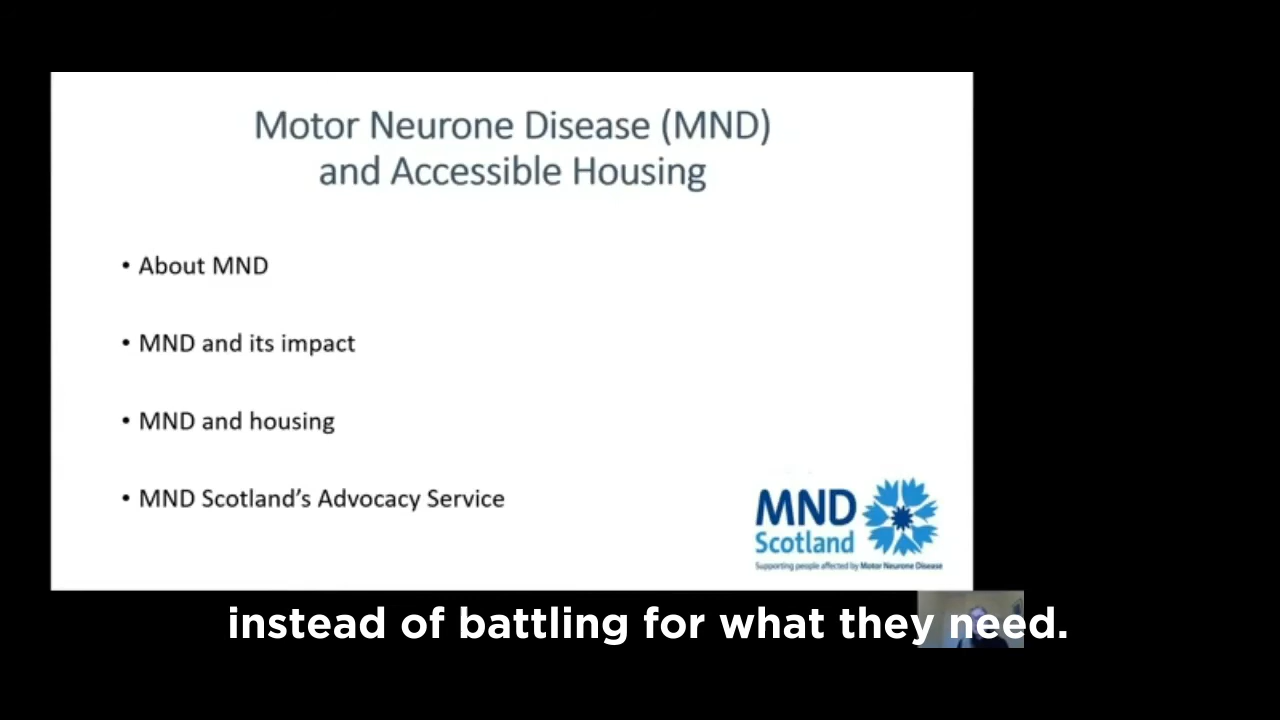 Motor Neurone Disease (MND)
and Accessible Housing
• About MND
• MND and its impact
• MND and housing
• MND Scotland’s Advocacy Service
MND
Scotland
Supporting people affected by Motor Neurone Disease
instead of battling for what they need.